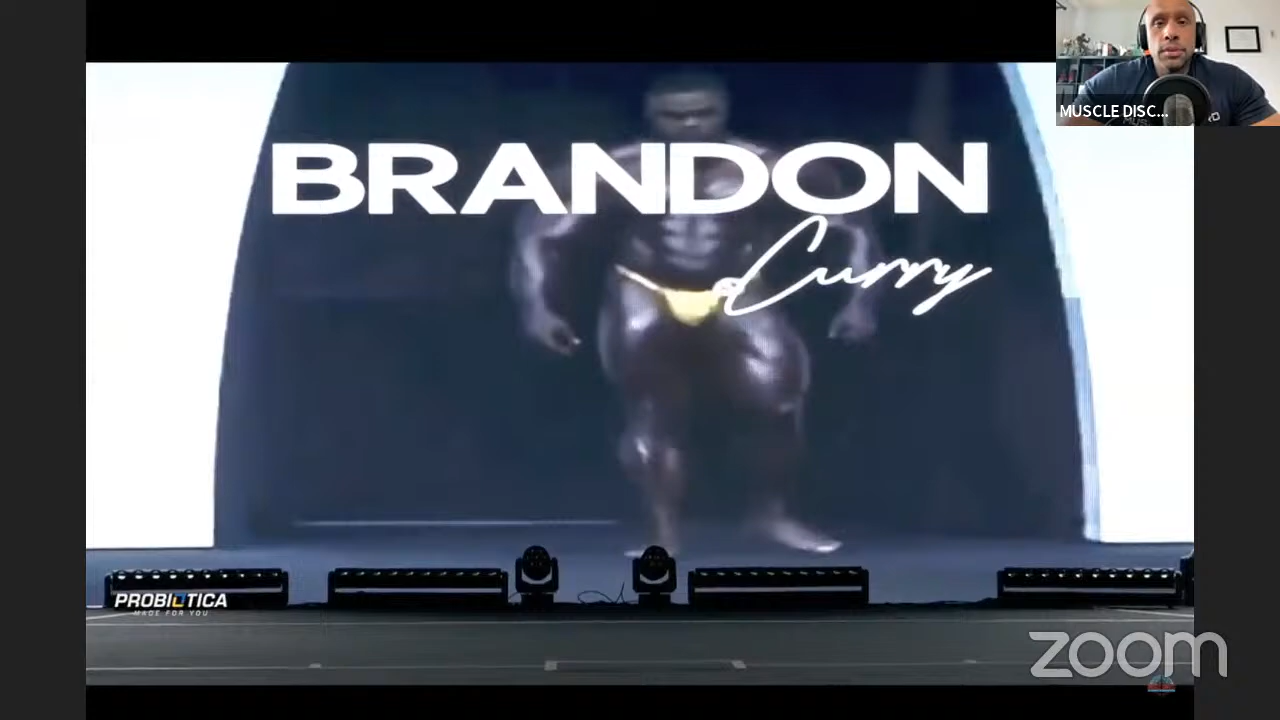 BRANDON
Curry
MUSCLE DISC...
PROBIOTICA
MADE FOR YOU
zoom